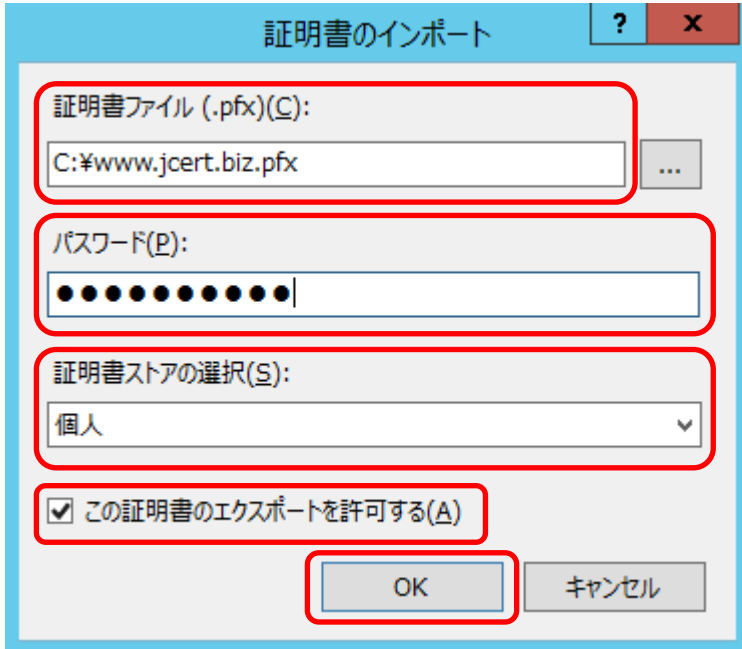 証明書のインポート
?
x
証明書ファイル (.pfx)(C):
C:¥www.jcert.biz.pfx
...
パスワード(P):
●●●●●●●●●●
証明書ストアの選択(S):
個人
この証明書のエクスポートを許可する(A)
OK
キャンセル